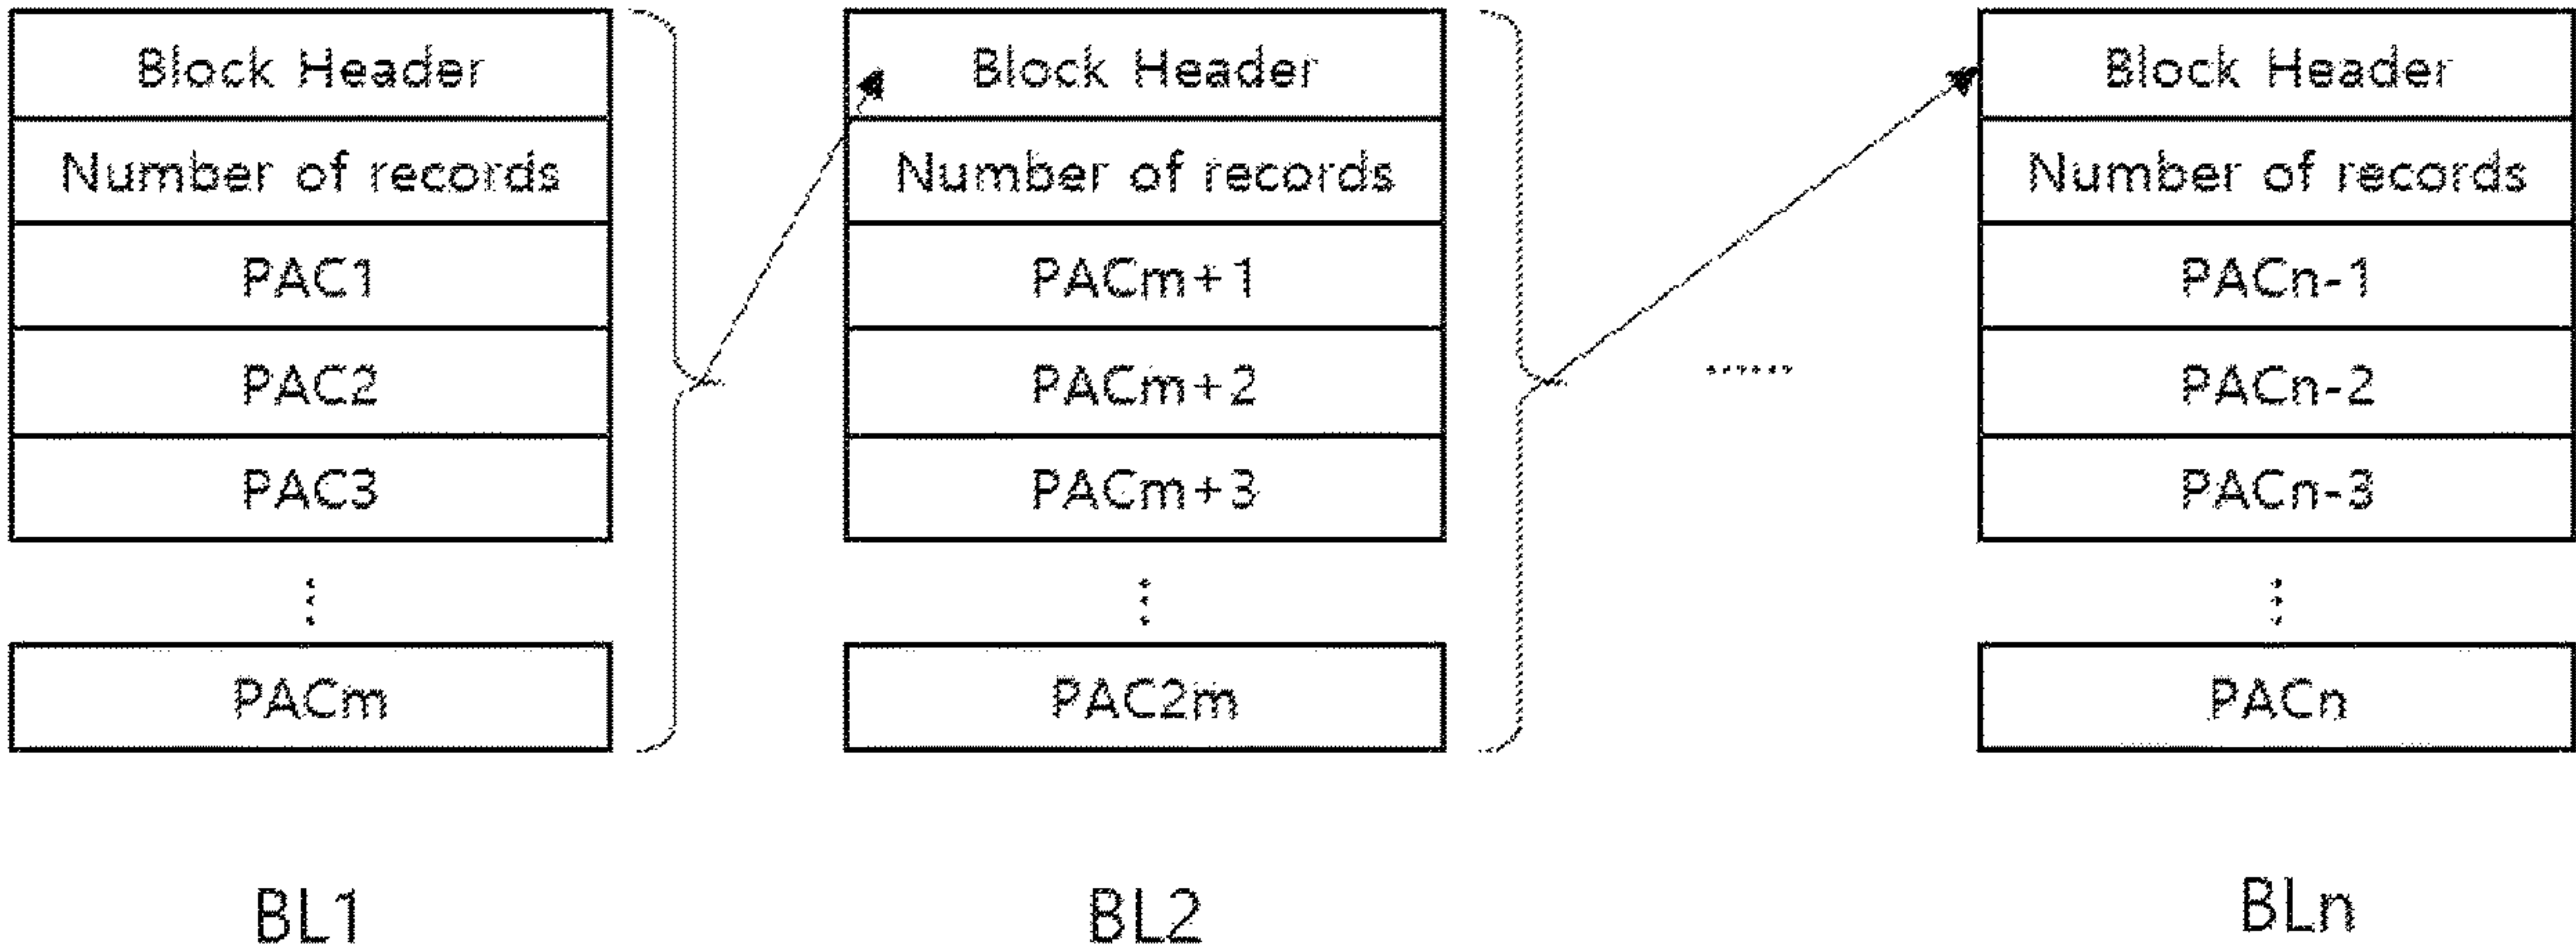 Block Header
Number of records
PAC1
PAC2
PAC3
⋮
PACm
BL1
Block Header
Number of records
PACm+1
PACm+2
PACm+3
⋮
PAC2m
BL2
......
Block Header
Number of records
PACn-1
PACn-2
PACn-3
⋮
PACn
BLn